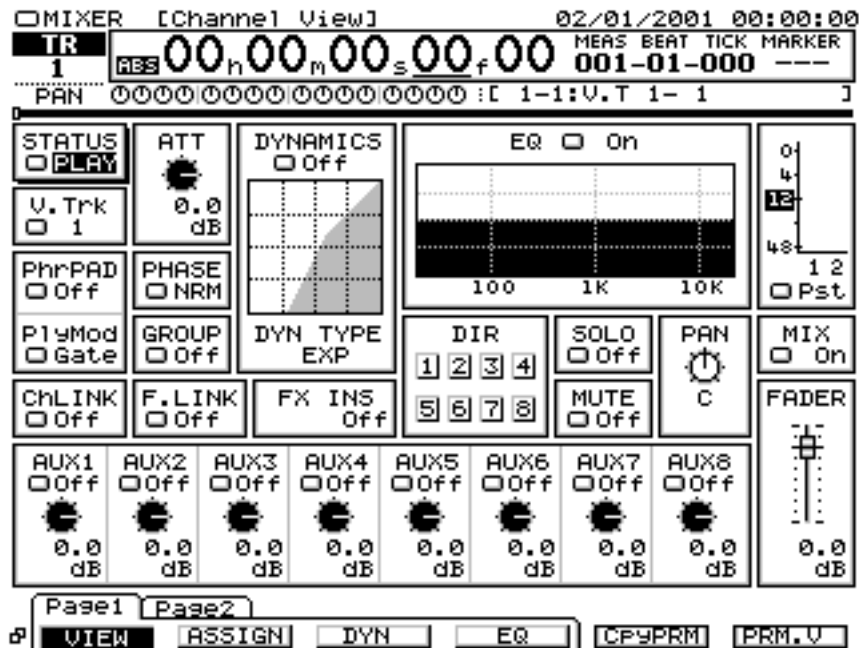 MIXER [Channel View] 02/01/2001 00:00:00
TR 1 ABS 00h00m00s00f00 MEAS BEAT TICK MARKER
001-01-000 ---
PAN :[ 1-1:V.T 1- 1 ]
STATUS PLAY
ATT 0.0 dB
DYNAMICS Off
EQ On
0 4 12 48
V.Trk 1
100 1K 10K
1 2
Pst
PhrPAD Off
PHASE NRM
PlyMod Gate
GROUP Off
DYN TYPE EXP
DIR
1 2 3 4
5 6 7 8
SOLO Off
PAN C
MIX On
ChLINK Off
F.LINK Off
FX INS Off
MUTE Off
FADER
0.0 dB
AUX1 AUX2 AUX3 AUX4 AUX5 AUX6 AUX7 AUX8
Off Off Off Off Off Off Off Off
0.0 0.0 0.0 0.0 0.0 0.0 0.0 0.0
dB dB dB dB dB dB dB dB
Page1 Page2
VIEW ASSIGN DYN EQ CpyPRM PRM.V